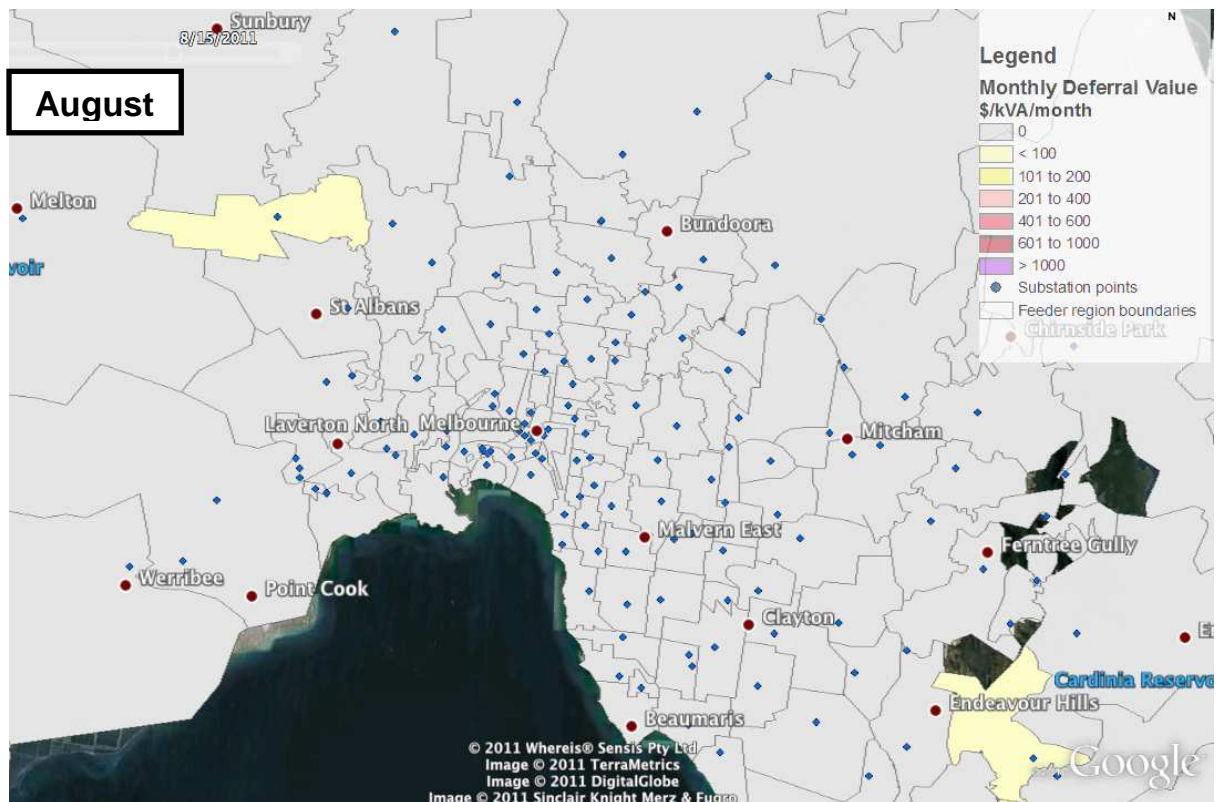 Sunbury
8/15/2011
N
August
Legend
Monthly Deferral Value
$/kVA/month
0
< 100
101 to 200
201 to 400
401 to 600
601 to 1000
> 1000
Substation points
Feeder region boundaries
Melton
Bundoora
voir
St Albans
Chirnside Park
Laverton North
Melbourne
Mitcham
Malvern East
Ferntree Gully
Werribee
Point Cook
Clayton
Cardinia Reservo
Endeavour Hills
Beaumaris
© 2011 Whereis® Sensis Pty Ltd
Image © 2011 TerraMetrics
Image © 2011 DigitalGlobe
Image © 2011 Sinclair Knight Merz & Fugro
Google